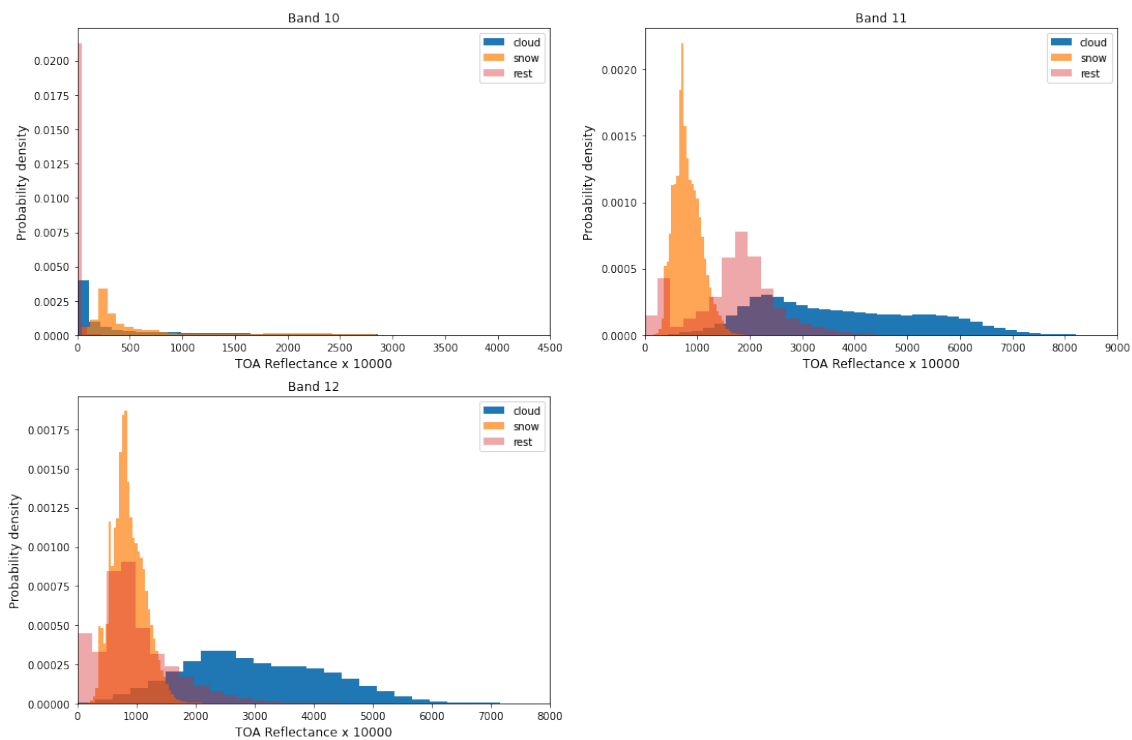 Band 10
cloud
snow
rest
0.0200
0.0175
0.0150
0.0125
0.0100
0.0075
0.0050
0.0025
0.0000
Probability density
0 500 1000 1500 2000 2500 3000 3500 4000 4500
TOA Reflectance x 10000
Band 11
cloud
snow
rest
0.0020
0.0015
0.0010
0.0005
0.0000
Probability density
0 1000 2000 3000 4000 5000 6000 7000 8000 9000
TOA Reflectance x 10000
Band 12
cloud
snow
rest
0.00175
0.00150
0.00125
0.00100
0.00075
0.00050
0.00025
0.00000
Probability density
0 1000 2000 3000 4000 5000 6000 7000 8000
TOA Reflectance x 10000